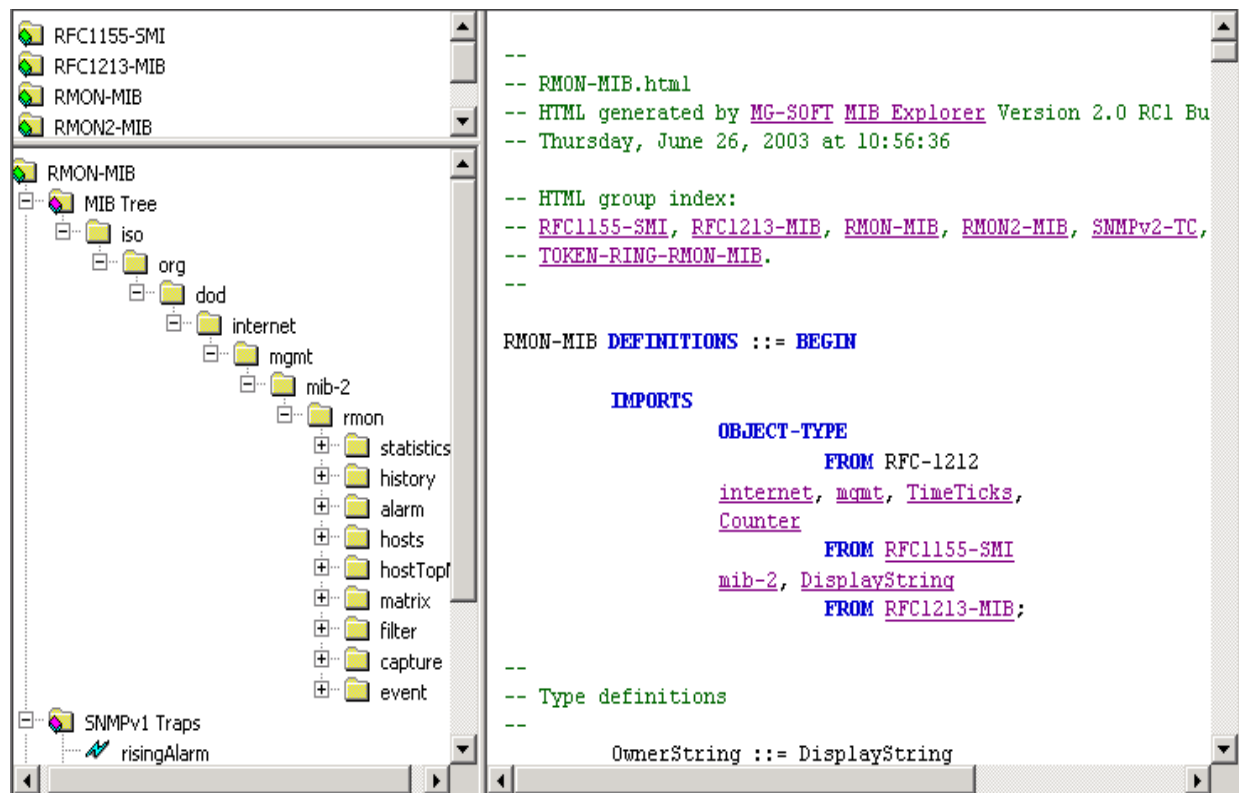 RFC1155-SMI
RFC1213-MIB
RMON-MIB
RMON2-MIB
RMON-MIB
MIB Tree
iso
org
dod
internet
mgmt
mib-2
rmon
statistics
history
alarm
hosts
matrix
filter
capture
event
SNMPv1 Traps
risingAlarm
--
-- RMON-MIB.html
-- HTML generated by MG-SOFT MIB Explorer Version 2.0 RC1 Bu
-- Thursday, June 26, 2003 at 10:56:36
-- HTML group index:
-- RFC1155-SMI, RFC1213-MIB, RMON-MIB, RMON2-MIB, SNMPv2-TC,
-- TOKEN-RING-RMON-MIB.
--
RMON-MIB DEFINITIONS ::= BEGIN
IMPORTS
OBJECT-TYPE
FROM RFC-1212
internet, mgmt, TimeTicks,
Counter
FROM RFC1155-SMI
mib-2, DisplayString
FROM RFC1213-MIB;
--
-- Type definitions
--
OwnerString ::= DisplayString